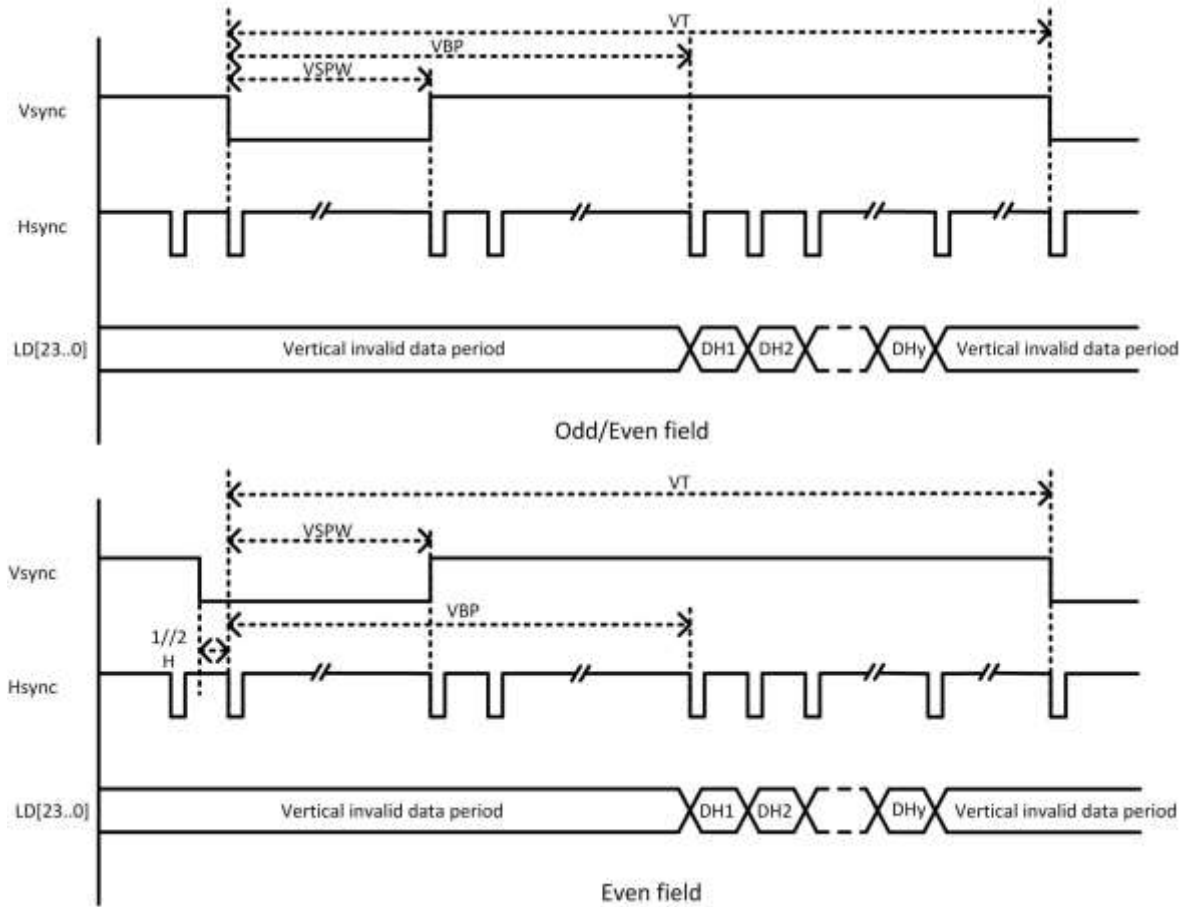 VT
VBP
VSPW
Vsync
Hsync
LD[23..0]
Vertical invalid data period
DH1
DH2
DHy
Vertical invalid data period
Odd/Even field
VT
VSPW
Vsync
VBP
1//2
H
Hsync
LD[23..0]
Vertical invalid data period
DH1
DH2
DHy
Vertical invalid data period
Even field